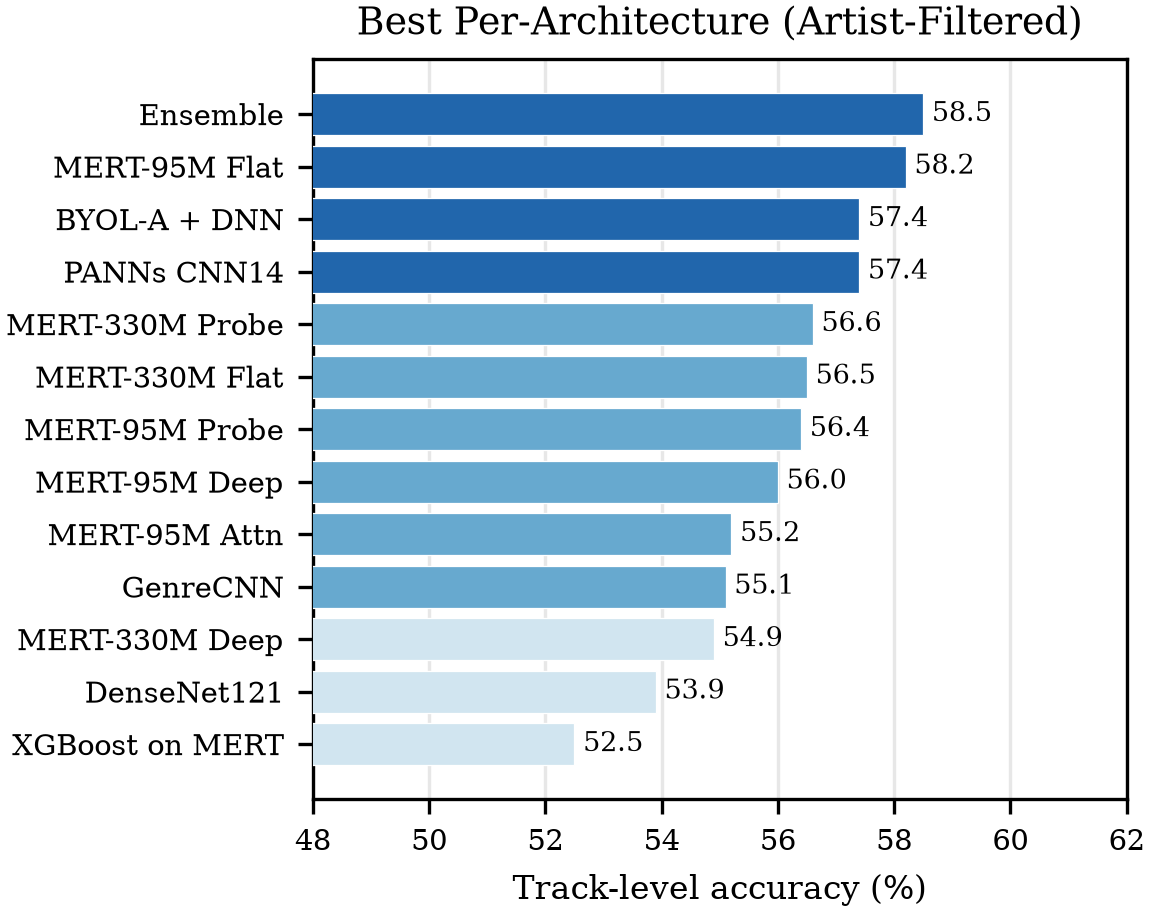 Best Per-Architecture (Artist-Filtered)
Ensemble 58.5
MERT-95M Flat 58.2
BYOL-A + DNN 57.4
PANNs CNN14 57.4
MERT-330M Probe 56.6
MERT-330M Flat 56.5
MERT-95M Probe 56.4
MERT-95M Deep 56.0
MERT-95M Attn 55.2
GenreCNN 55.1
MERT-330M Deep 54.9
DenseNet121 53.9
XGBoost on MERT 52.5
48 50 52 54 56 58 60 62
Track-level accuracy (%)